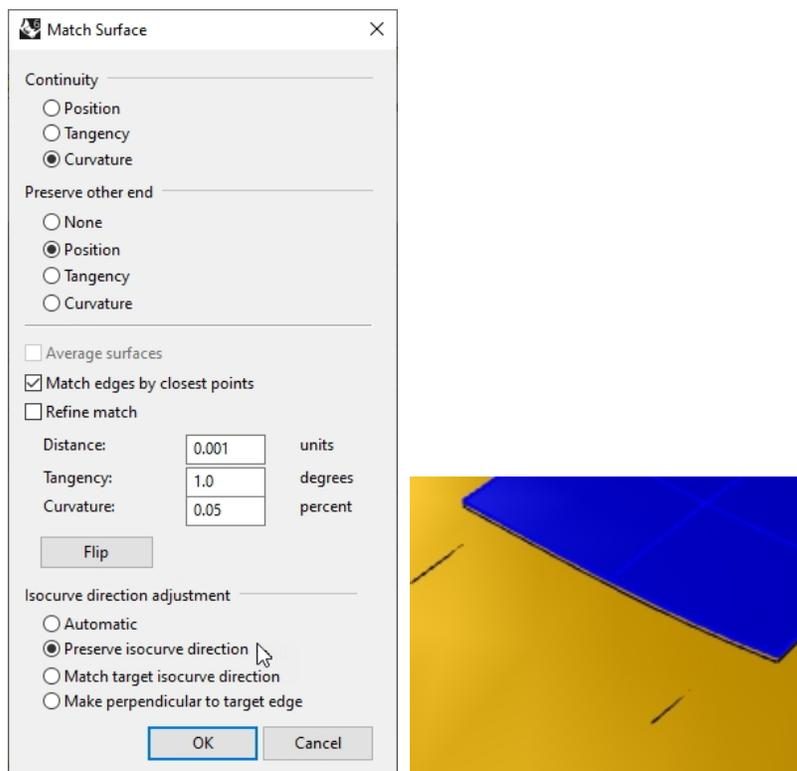 Match Surface
Continuity
Position
Tangency
Curvature
Preserve other end
None
Position
Tangency
Curvature
Average surfaces
Match edges by closest points
Refine match
Distance: 0.001 units
Tangency: 1.0 degrees
Curvature: 0.05 percent
Flip
Isocurve direction adjustment
Automatic
Preserve isocurve direction
Match target isocurve direction
Make perpendicular to target edge
OK Cancel